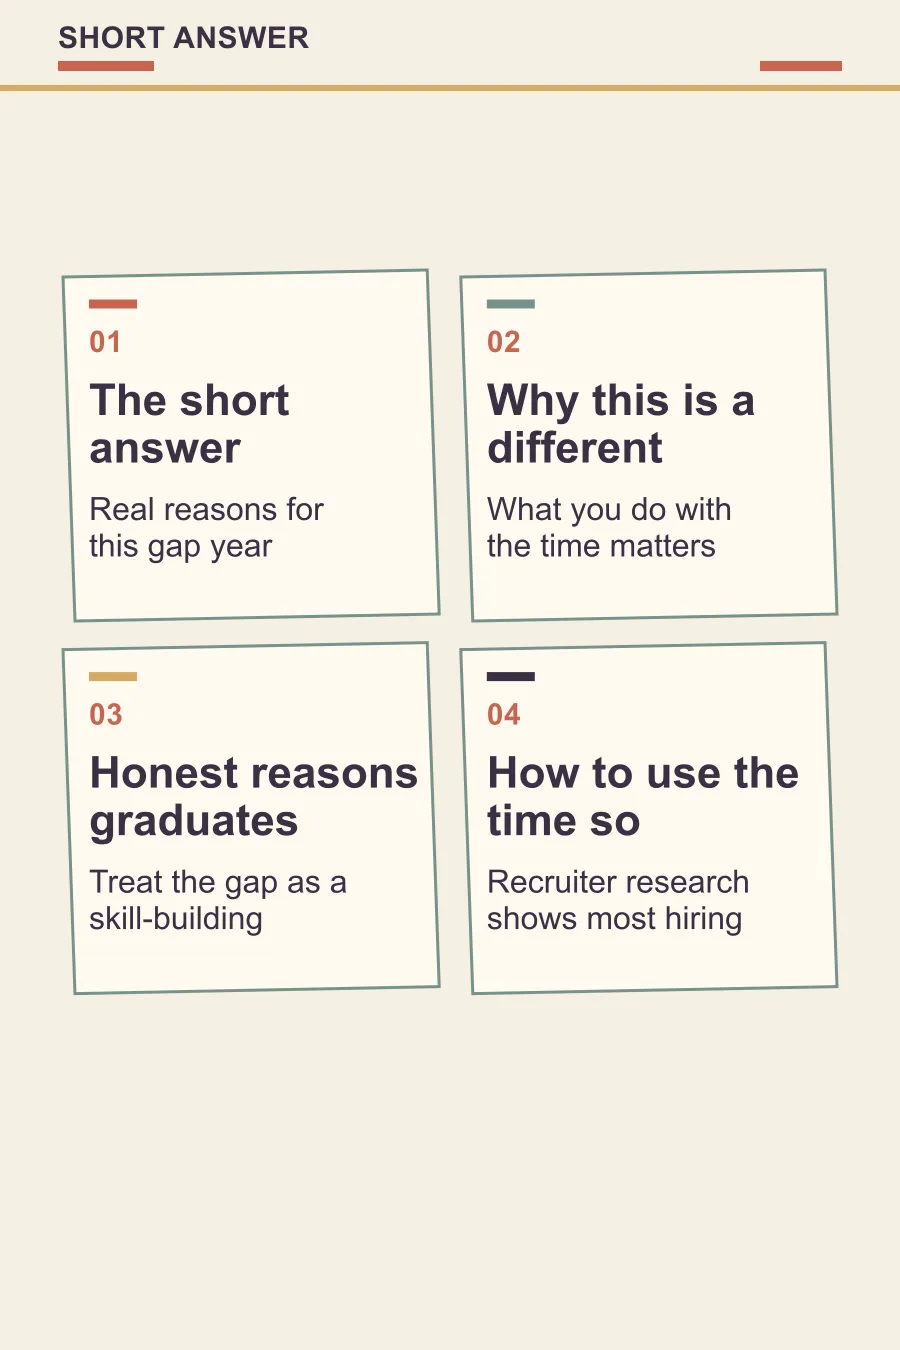 SHORT ANSWER
01
The short
answer
Real reasons for
this gap year
02
Why this is a
different
What you do with
the time matters
03
Honest reasons
graduates
Treat the gap as a
skill-building
04
How to use the
time so
Recruiter research
shows most hiring